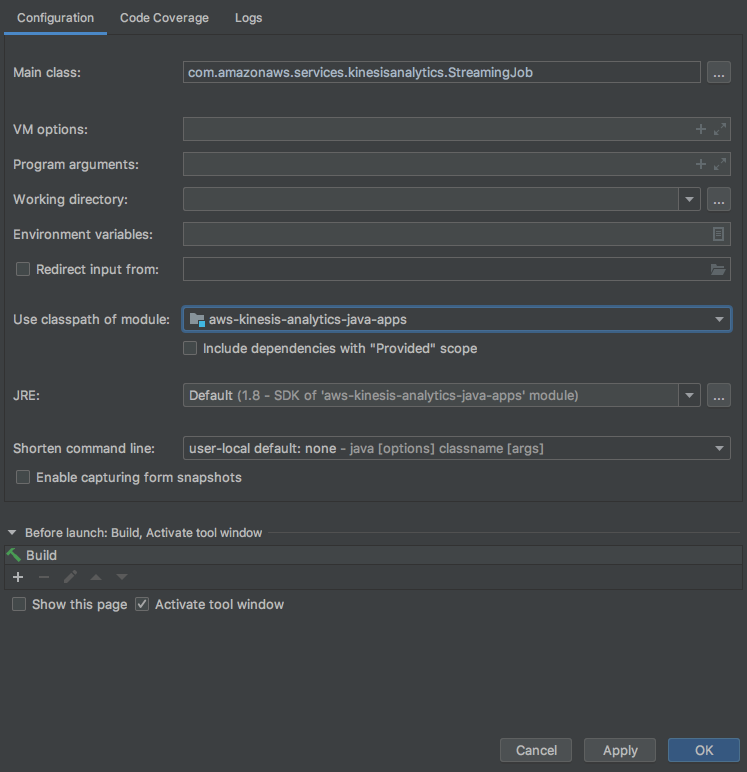 Configuration Code Coverage Logs
Main class: com.amazonaws.services.kinesisanalytics.StreamingJob ...
VM options:
Program arguments:
Working directory: ...
Environment variables:
Redirect input from:
Use classpath of module: aws-kinesis-analytics-java-apps
Include dependencies with "Provided" scope
JRE: Default (1.8 - SDK of 'aws-kinesis-analytics-java-apps' module) ...
Shorten command line: user-local default: none - java [options] classname [args]
Enable capturing form snapshots
Before launch: Build, Activate tool window
Build
Show this page Activate tool window
Cancel Apply OK